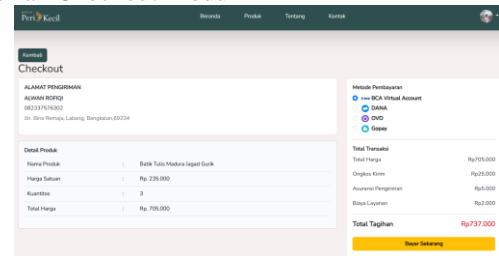 Peri Kecil
Beranda Produk Tentang Kontak
Kembali
Checkout
ALAMAT PENGIRIMAN
ALWAN ROFIQI
082337576302
Jln. Bina Remaja, Labang, Bangkalan,69234
Detail Produk
Nama Produk : Batik Tulis Madura Jagad Gurik
Harga Satuan : Rp. 235.000
Kuantitas : 3
Total Harga : Rp. 705.000
Metode Pembayaran
BCA Virtual Account
DANA
OVO
Gopay
Total Transaksi
Total Harga Rp705.000
Ongkos Kirim Rp25.000
Asuransi Pengiriman Rp5.000
Biaya Layanan Rp2.000
Total Tagihan Rp737.000
Bayar Sekarang